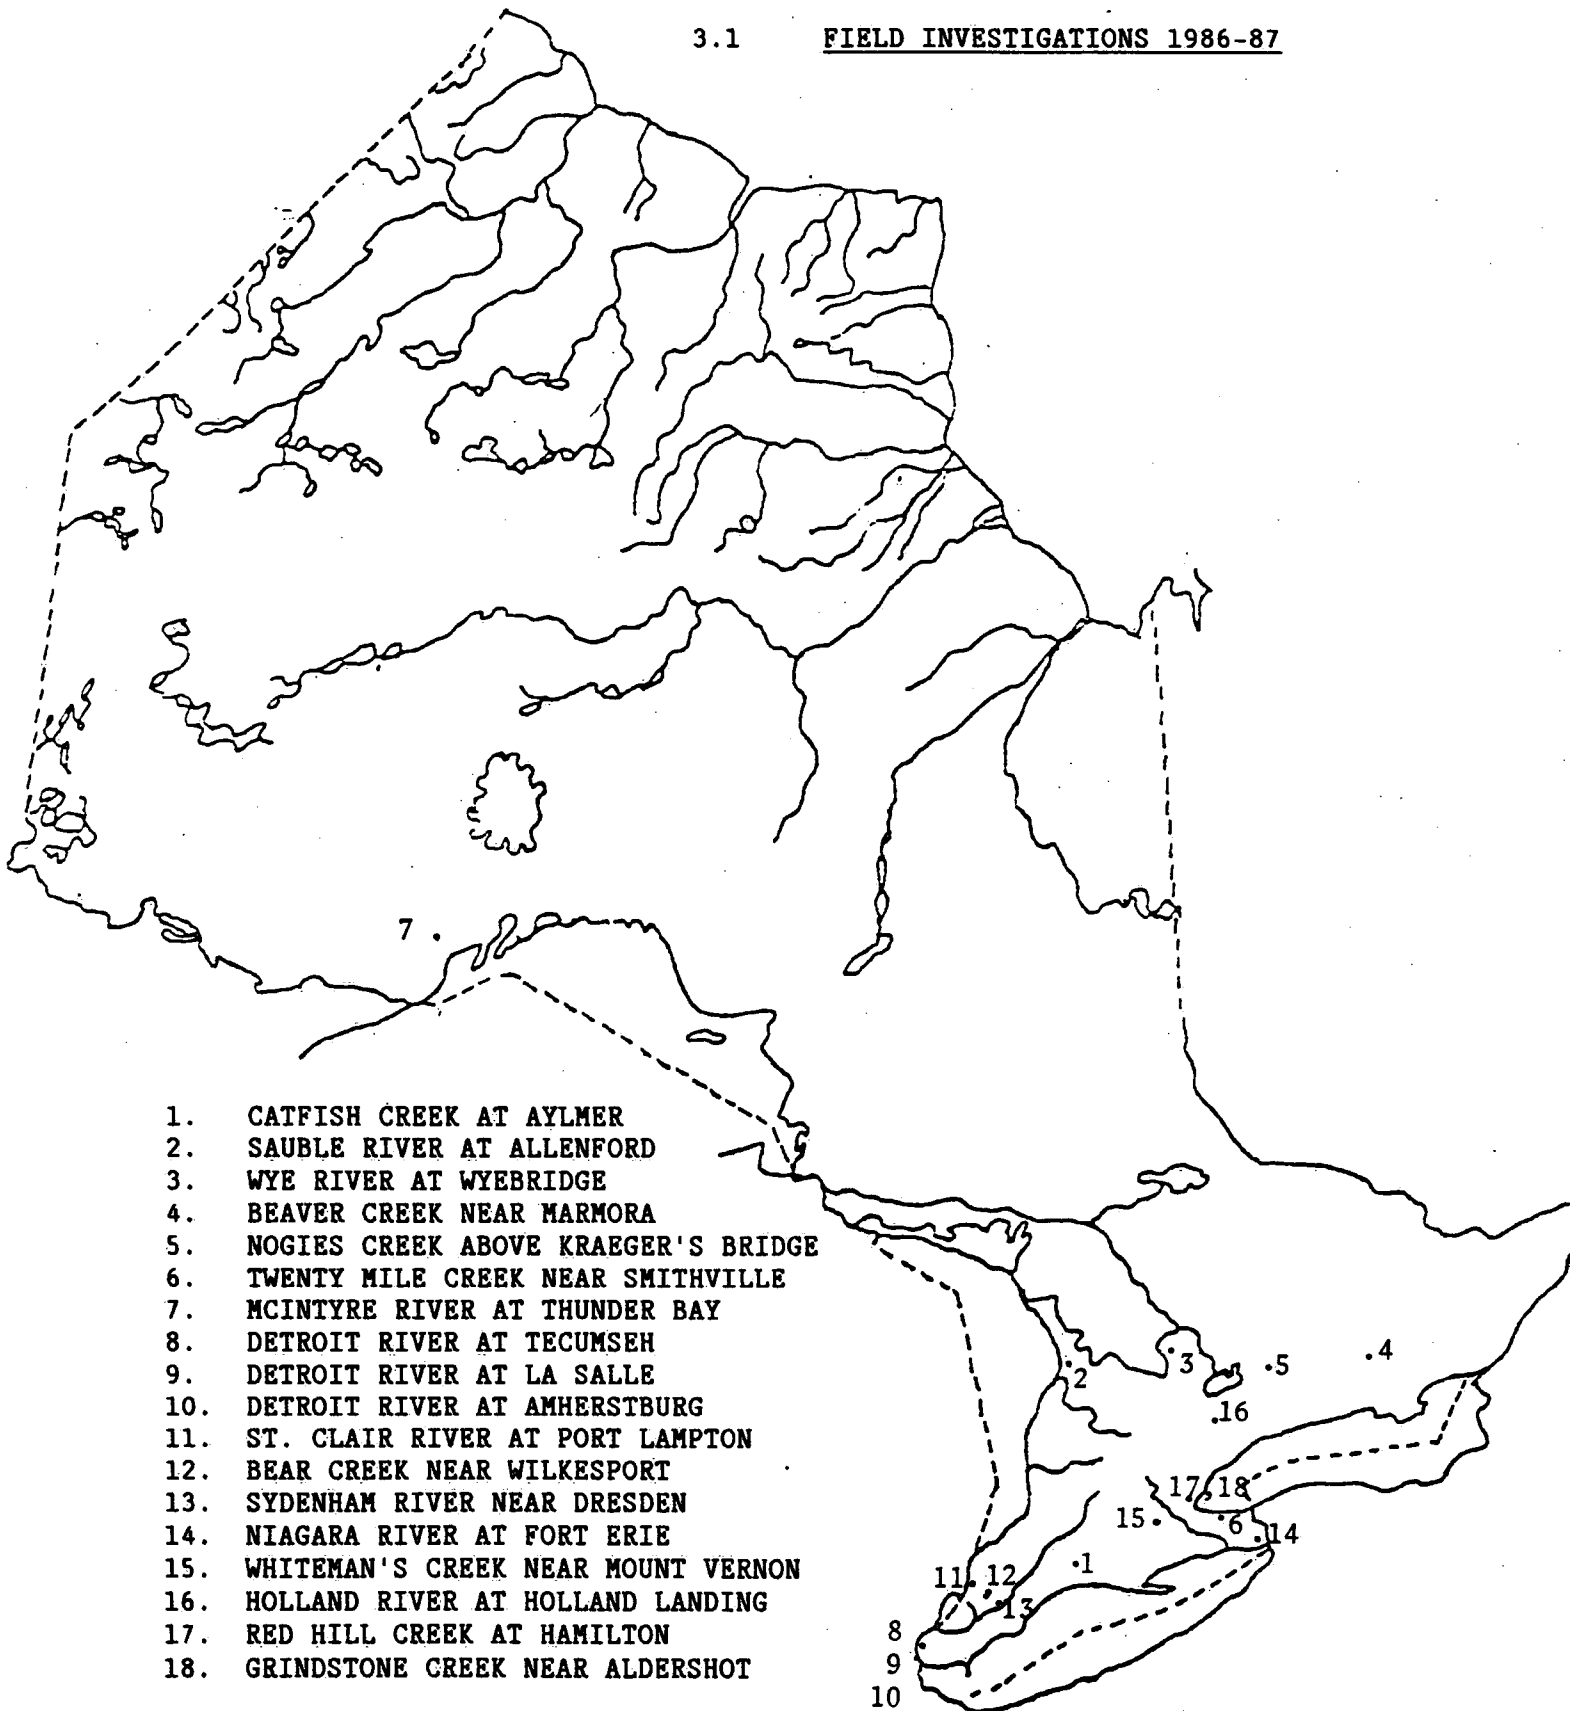 3.1 FIELD INVESTIGATIONS 1986-87
7
1. CATFISH CREEK AT AYLMER
2. SAUBLE RIVER AT ALLENFORD
3. WYE RIVER AT WYEBRIDGE
4. BEAVER CREEK NEAR MARMORA
5. NOGIES CREEK ABOVE KRAEGER'S BRIDGE
6. TWENTY MILE CREEK NEAR SMITHVILLE
7. MCINTYRE RIVER AT THUNDER BAY
8. DETROIT RIVER AT TECUMSEH
9. DETROIT RIVER AT LA SALLE
10. DETROIT RIVER AT AMHERSTBURG
11. ST. CLAIR RIVER AT PORT LAMPTON
12. BEAR CREEK NEAR WILKESPORT
13. SYDENHAM RIVER NEAR DRESDEN
14. NIAGARA RIVER AT FORT ERIE
15. WHITEMAN'S CREEK NEAR MOUNT VERNON
16. HOLLAND RIVER AT HOLLAND LANDING
17. RED HILL CREEK AT HAMILTON
18. GRINDSTONE CREEK NEAR ALDERSHOT
2
3
5
4
16
17
18
15
6
14
1
11
12
13
8
9
10